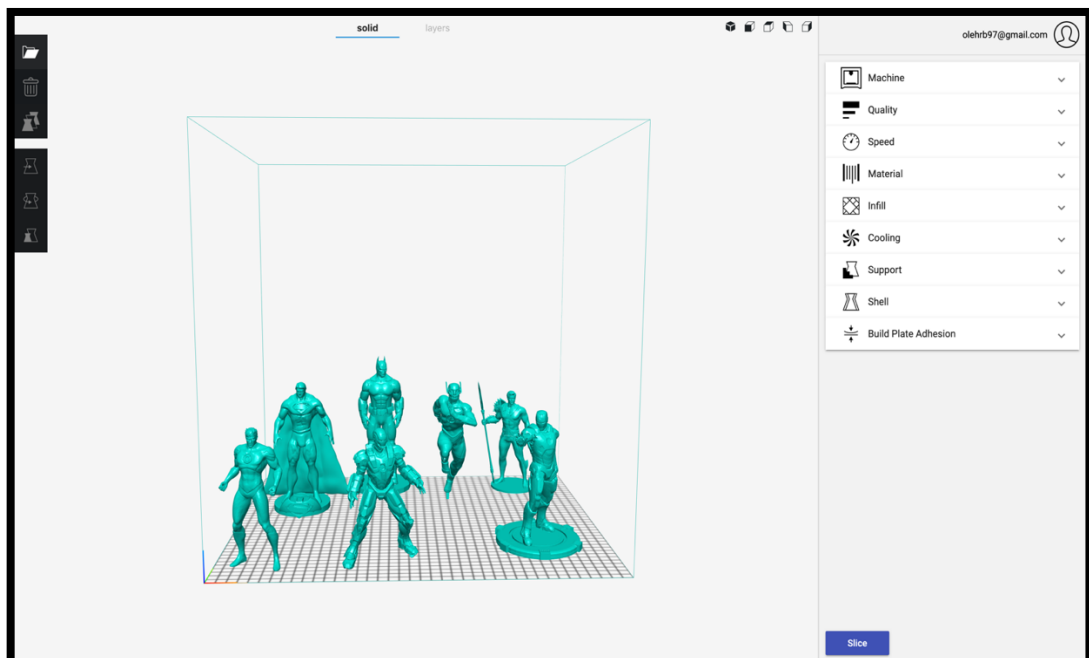 solid
layers
olehrb97@gmail.com
Machine
Quality
Speed
Material
Infill
Cooling
Support
Shell
Build Plate Adhesion
Slice